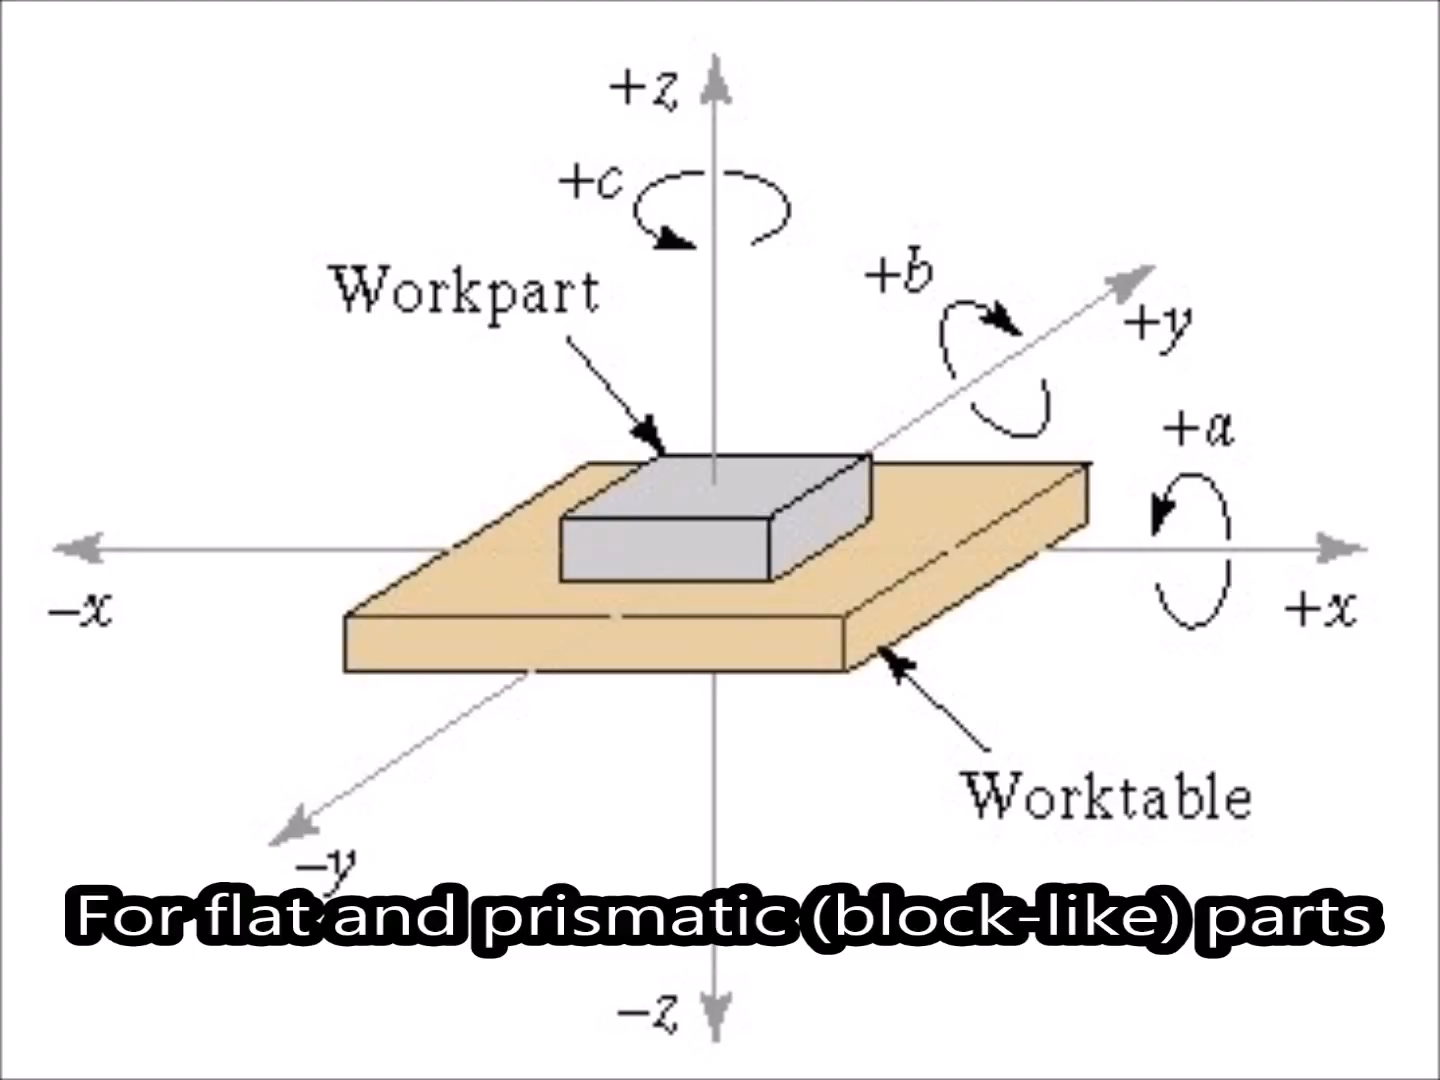 +z
+c
Workpart
+b
+y
+a
−x
+x
Worktable
−y
For flat and prismatic (block-like) parts
−z